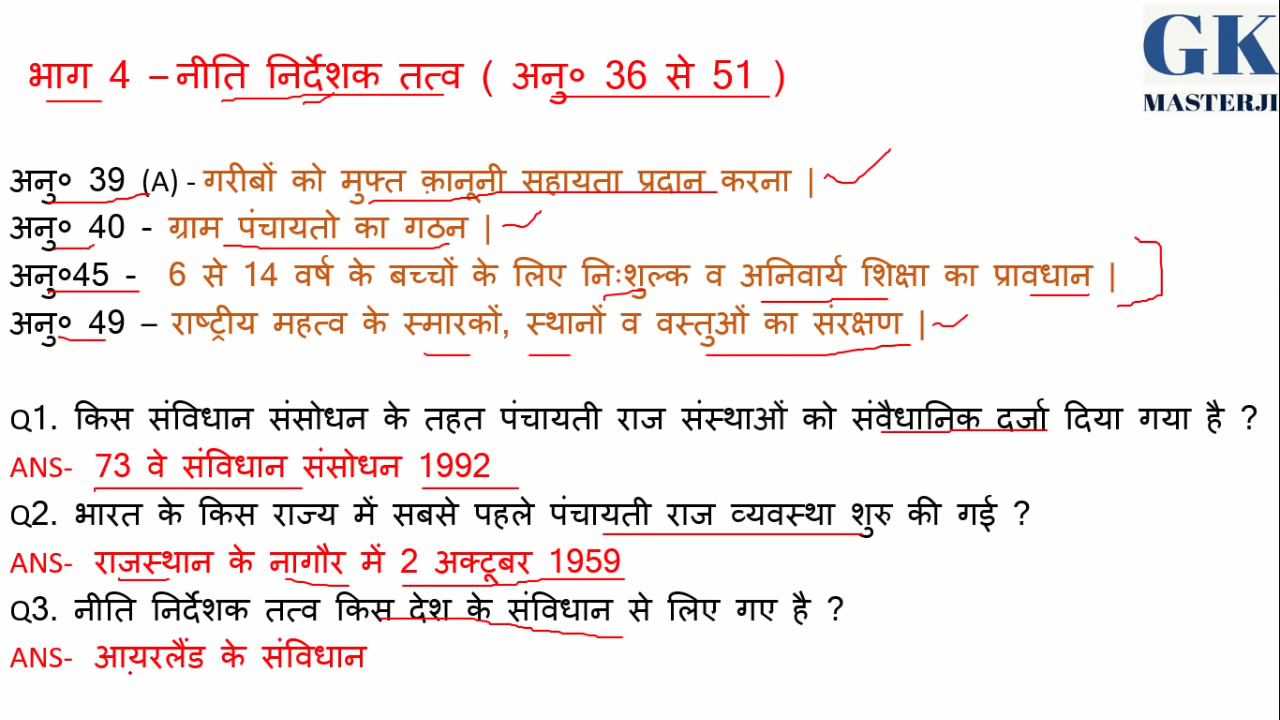 GK
MASTERJI
भाग 4 – नीति निर्देशक तत्व ( अनु० 36 से 51 )
अनु० 39 (A) - गरीबों को मुफ्त क़ानूनी सहायता प्रदान करना |
अनु० 40 - ग्राम पंचायतो का गठन |
अनु०45 - 6 से 14 वर्ष के बच्चों के लिए निःशुल्क व अनिवार्य शिक्षा का प्रावधान |
अनु० 49 – राष्ट्रीय महत्व के स्मारकों, स्थानों व वस्तुओं का संरक्षण |
Q1. किस संविधान संसोधन के तहत पंचायती राज संस्थाओं को संवैधानिक दर्जा दिया गया है ?
ANS- 73 वे संविधान संसोधन 1992
Q2. भारत के किस राज्य में सबसे पहले पंचायती राज व्यवस्था शुरु की गई ?
ANS- राजस्थान के नागौर में 2 अक्टूबर 1959
Q3. नीति निर्देशक तत्व किस देश के संविधान से लिए गए है ?
ANS- आयरलैंड के संविधान